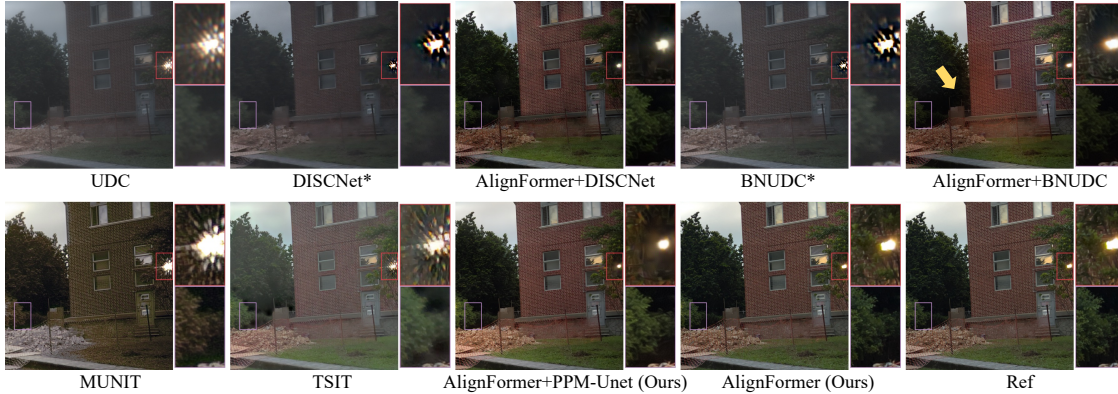 UDC
DISCNet*
AlignFormer+DISCNet
BNUDC*
AlignFormer+BNUDC
MUNIT
TSIT
AlignFormer+PPM-Unet (Ours)
AlignFormer (Ours)
Ref